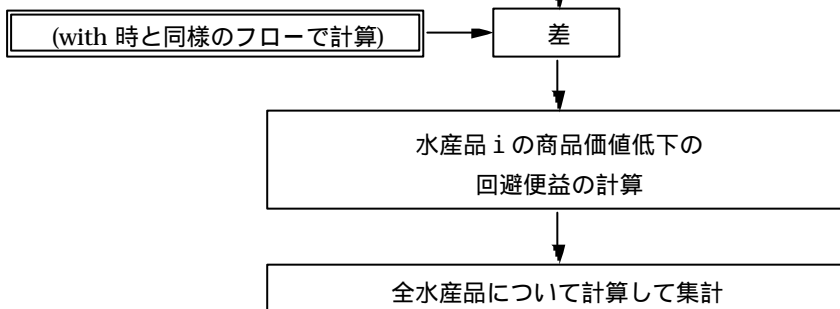 (with 時と同様のフローで計算)
差
水産品 i の商品価値低下の
回避便益の計算
全水産品について計算して集計